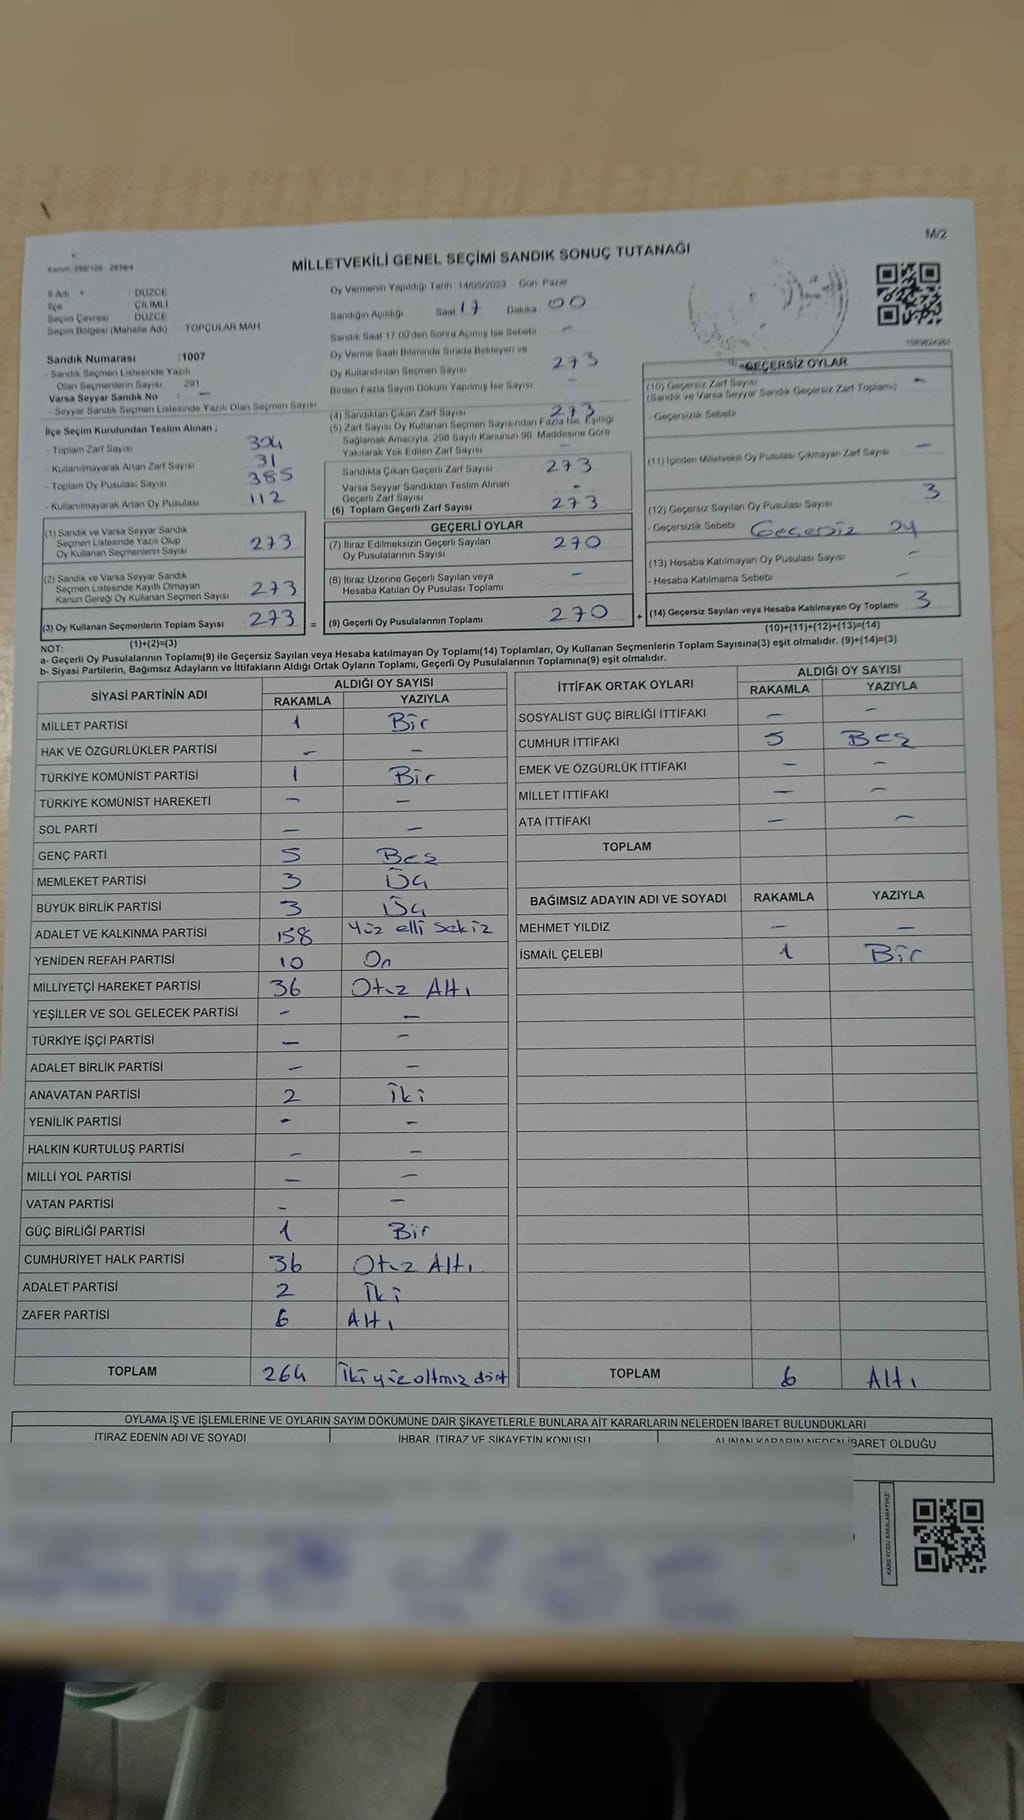 M/2
MİLLETVEKİLİ GENEL SEÇİMİ SANDIK SONUÇ TUTANAĞI
İl Adı : DÜZCE
İlçe : ÇİLİMLİ
Seçim Çevresi : DÜZCE
Seçim Bölgesi (Mahalle Adı) : TOPÇULAR MAH
Sandık Numarası :1007
- Sandık Seçmen Listesinde Yazılı
Olan Seçmenlerin Sayısı : 291
Varsa Seyyar Sandık No : -
- Seyyar Sandık Seçmen Listesinde Yazılı Olan Seçmen Sayısı
İlçe Seçim Kurulundan Teslim Alınan ;
- Toplam Zarf Sayısı 304
- Kullanılmayarak Artan Zarf Sayısı 31
- Toplam Oy Pusulası Sayısı 385
- Kullanılmayarak Artan Oy Pusulası 112
(1) Sandık ve Varsa Seyyar Sandık
Seçmen Listesinde Yazılı Olup
Oy Kullanan Seçmenlerin Sayısı 273
(2) Sandık ve Varsa Seyyar Sandık
Seçmen Listesinde Kayıtlı Olmayan
Kanun Gereği Oy Kullanan Seçmen Sayısı 273
(3) Oy Kullanan Seçmenlerin Toplam Sayısı 273 =
(1)+(2)=(3)
Oy Vermenin Yapıldığı Tarih :14/05/2023 Gün: Pazar
Sandığın Açıldığı Saat 17 Dakika 00
Sandık Saat 17:00'den Sonra Açılmış İse Sebebi -
Oy Verme Saati Bitiminde Sırada Bekleyen ve
Oy Kullandırılan Seçmen Sayısı 273
Birden Fazla Sayım Döküm Yapılmış İse Sayısı -
(4) Sandıktan Çıkan Zarf Sayısı 273
(5) Zarf Sayısı Oy Kullanan Seçmen Sayısından Fazla İse, Eşitliği
Sağlamak Amacıyla, 298 Sayılı Kanunun 98. Maddesine Göre
Yakılarak Yok Edilen Zarf Sayısı -
Sandıkta Çıkan Geçerli Zarf Sayısı 273
Varsa Seyyar Sandıktan Teslim Alınan
Geçerli Zarf Sayısı -
(6) Toplam Geçerli Zarf Sayısı 273
GEÇERLİ OYLAR
(7) İtiraz Edilmeksizin Geçerli Sayılan
Oy Pusulalarının Sayısı 270
(8) İtiraz Üzerine Geçerli Sayılan veya
Hesaba Katılan Oy Pusulası Toplamı -
(9) Geçerli Oy Pusulalarının Toplamı 270 +
GEÇERSİZ OYLAR
(10) Geçersiz Zarf Sayısı -
(Sandık ve Varsa Seyyar Sandık Geçersiz Zarf Toplamı)
- Geçersizlik Sebebi
(11) İçinden Milletvekili Oy Pusulası Çıkmayan Zarf Sayısı -
(12) Geçersiz Sayılan Oy Pusulası Sayısı 3
- Geçersizlik Sebebi Geçersiz oy
(13) Hesaba Katılmayan Oy Pusulası Sayısı -
- Hesaba Katılmama Sebebi -
(14) Geçersiz Sayılan veya Hesaba Katılmayan Oy Toplamı 3
(10)+(11)+(12)+(13)=(14)
NOT:
a- Geçerli Oy Pusulalarının Toplamı(9) ile Geçersiz Sayılan veya Hesaba katılmayan Oy Toplamı(14) Toplamları, Oy Kullanan Seçmenlerin Toplam Sayısına(3) eşit olmalıdır. (9)+(14)=(3)
b- Siyasi Partilerin, Bağımsız Adayların ve İttifakların Aldığı Ortak Oyların Toplamı, Geçerli Oy Pusulalarının Toplamına(9) eşit olmalıdır.
SİYASİ PARTİNİN ADI ALDIĞI OY SAYISI
RAKAMLA YAZIYLA
MİLLET PARTİSİ 1 Bir
HAK VE ÖZGÜRLÜKLER PARTİSİ - -
TÜRKİYE KOMÜNİST PARTİSİ 1 Bir
TÜRKİYE KOMÜNİST HAREKETİ - -
SOL PARTİ - -
GENÇ PARTİ 5 Beş
MEMLEKET PARTİSİ 3 Üç
BÜYÜK BİRLİK PARTİSİ 3 Üç
ADALET VE KALKINMA PARTİSİ 158 Yüz elli sekiz
YENİDEN REFAH PARTİSİ 10 On
MİLLİYETÇİ HAREKET PARTİSİ 36 Otuz Altı
YEŞİLLER VE SOL GELECEK PARTİSİ - -
TÜRKİYE İŞÇİ PARTİSİ - -
ADALET BİRLİK PARTİSİ - -
ANAVATAN PARTİSİ 2 İki
YENİLİK PARTİSİ - -
HALKIN KURTULUŞ PARTİSİ - -
MİLLİ YOL PARTİSİ - -
VATAN PARTİSİ - -
GÜÇ BİRLİĞİ PARTİSİ 1 Bir
CUMHURİYET HALK PARTİSİ 36 Otuz Altı
ADALET PARTİSİ 2 İki
ZAFER PARTİSİ 6 Altı
TOPLAM 264 İkiyüzaltmış dört
İTTİFAK ORTAK OYLARI ALDIĞI OY SAYISI
RAKAMLA YAZIYLA
SOSYALİST GÜÇ BİRLİĞİ İTTİFAKI - -
CUMHUR İTTİFAKI 5 Beş
EMEK VE ÖZGÜRLÜK İTTİFAKI - -
MİLLET İTTİFAKI - -
ATA İTTİFAKI - -
TOPLAM
BAĞIMSIZ ADAYIN ADI VE SOYADI RAKAMLA YAZIYLA
MEHMET YILDIZ - -
İSMAİL ÇELEBİ 1 Bir
TOPLAM 6 Altı
OYLAMA İŞ VE İŞLEMLERİNE VE OYLARIN SAYIM DÖKÜMÜNE DAİR ŞİKAYETLERLE BUNLARA AİT KARARLARIN NELERDEN İBARET BULUNDUKLARI
İTİRAZ EDENİN ADI VE SOYADI İHBAR, İTİRAZ VE ŞİKAYETİN KONUSU ALINAN KARARIN NEDEN İBARET OLDUĞU
KARE KODU KARALAMAYINIZ!